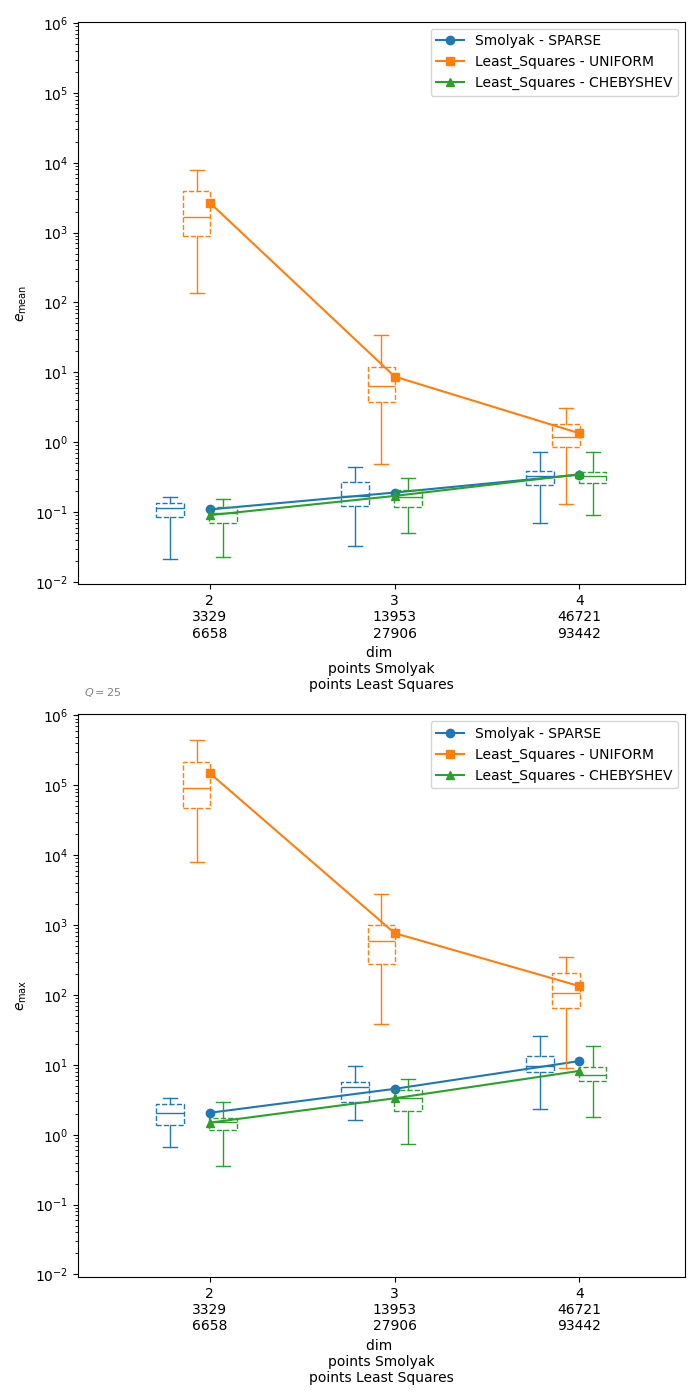 10^6
10^5
10^4
10^3
10^2
10^1
10^0
10^−1
10^−2
e_mean
Smolyak - SPARSE
Least_Squares - UNIFORM
Least_Squares - CHEBYSHEV
2 3 4
3329 13953 46721
6658 27906 93442
dim
points Smolyak
points Least Squares
Q = 25
10^6
10^5
10^4
10^3
10^2
10^1
10^0
10^−1
10^−2
e_max
Smolyak - SPARSE
Least_Squares - UNIFORM
Least_Squares - CHEBYSHEV
2 3 4
3329 13953 46721
6658 27906 93442
dim
points Smolyak
points Least Squares